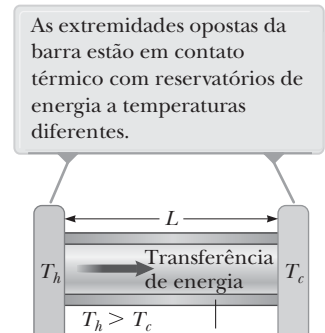 As extremidades opostas da
barra estão em contato
térmico com reservatórios de
energia a temperaturas
diferentes.
L
Transferência
T_h de energia T_c
T_h > T_c